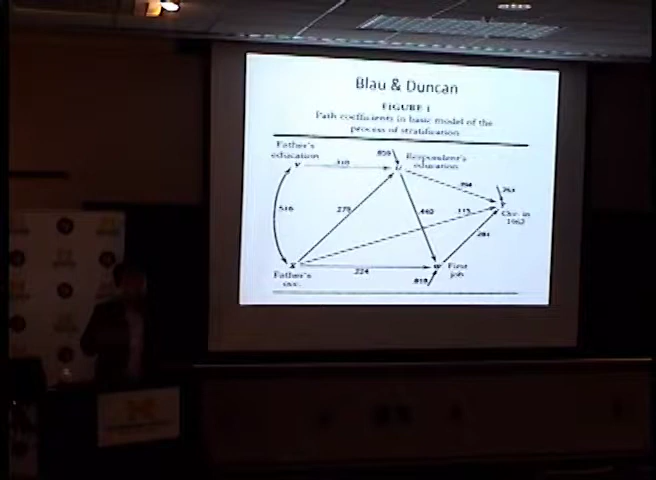 Blau & Duncan
FIGURE 1
Path coefficients in basic model of the
process of stratification
Father's
education
V
.310
.859
U
Respondent's
education
.394
.753
Y
Occ. in
1962
.516
.279
.440
.115
.281
X
Father's
occ.
.224
W
First
job
.818